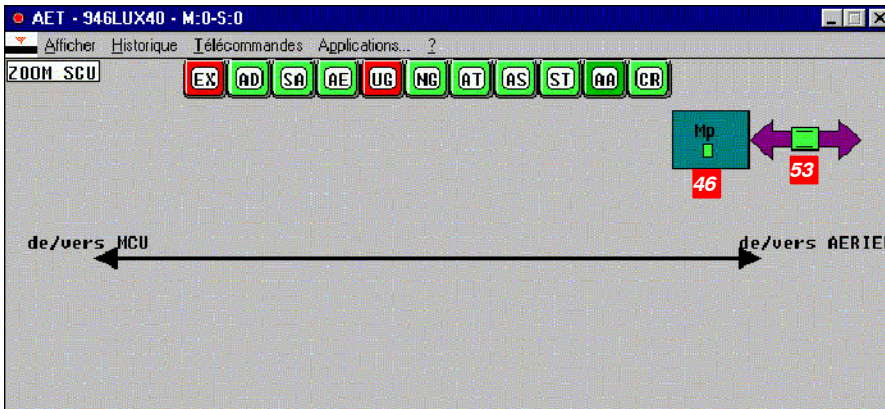 AET - 946LUX40 - M:0-S:0
Afficher Historique Télécommandes Applications... ?
ZOOM SCU
EX AD SA AE UG NG AT AS ST AA CR
Mp
46
53
de/vers MCU
de/vers AERIE